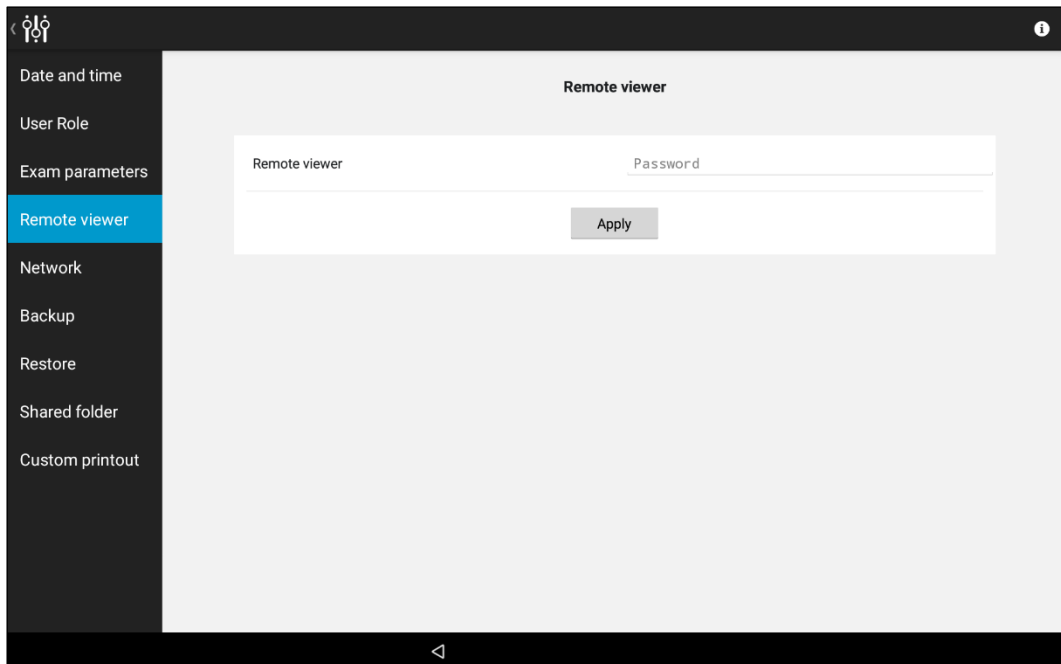 Date and time
User Role
Exam parameters
Remote viewer
Network
Backup
Restore
Shared folder
Custom printout
Remote viewer
Remote viewer Password
Apply